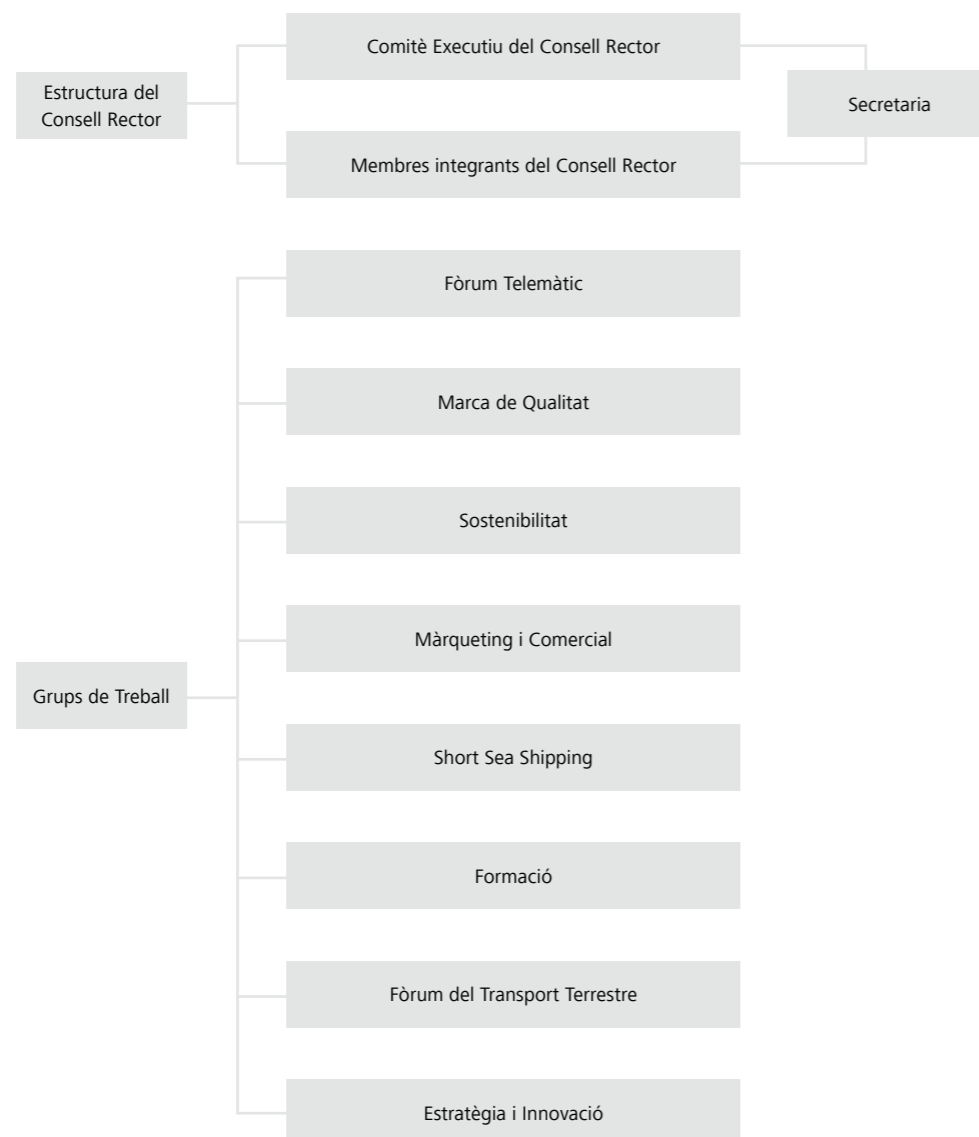 Comitè Executiu del Consell Rector
Estructura del
Consell Rector
Secretaria
Membres integrants del Consell Rector
Fòrum Telemàtic
Marca de Qualitat
Sostenibilitat
Màrqueting i Comercial
Grups de Treball
Short Sea Shipping
Formació
Fòrum del Transport Terrestre
Estratègia i Innovació